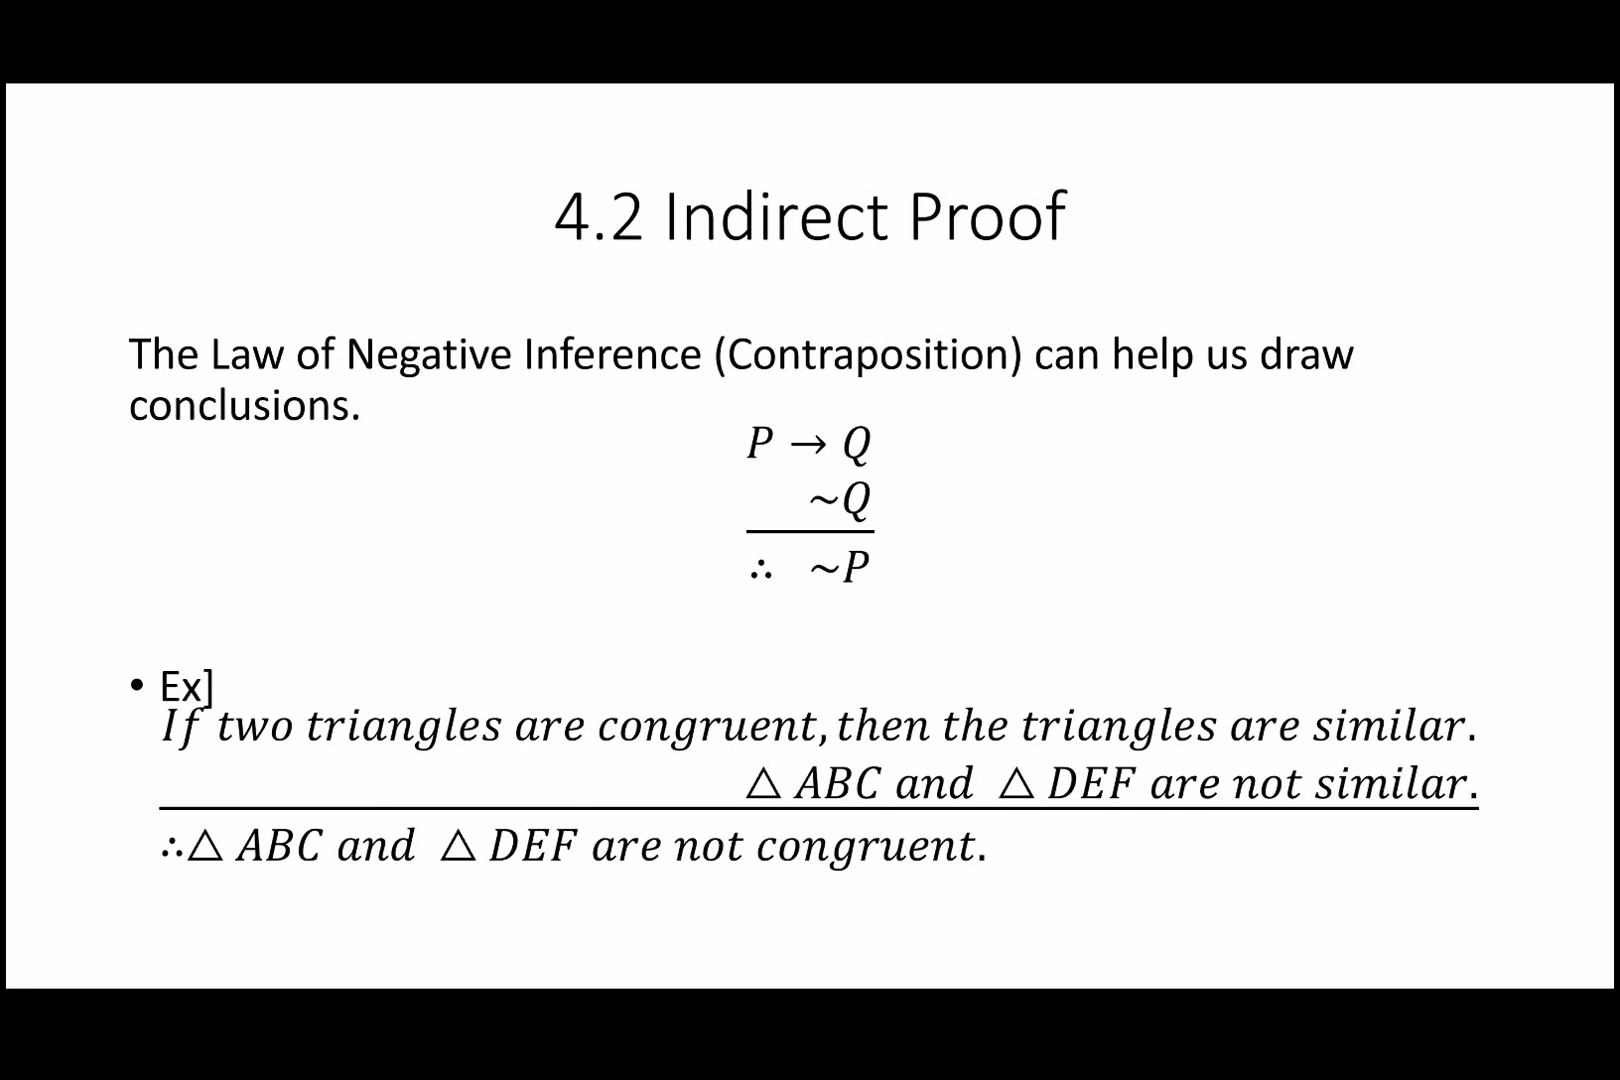 4.2 Indirect Proof
The Law of Negative Inference (Contraposition) can help us draw
conclusions.
P → Q
~Q
∴ ~P
• Ex]
If two triangles are congruent, then the triangles are similar.
△ ABC and △ DEF are not similar.
∴△ ABC and △ DEF are not congruent.